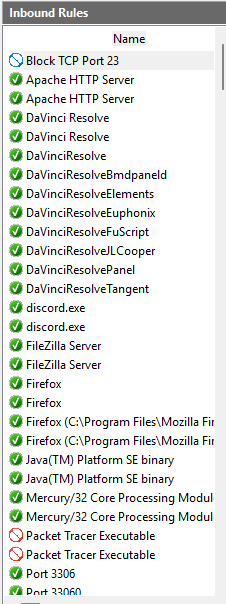 Inbound Rules
Name
Block TCP Port 23
Apache HTTP Server
Apache HTTP Server
DaVinci Resolve
DaVinci Resolve
DaVinciResolve
DaVinciResolveBmdpaneld
DaVinciResolveElements
DaVinciResolveEuphonix
DaVinciResolveFuScript
DaVinciResolveJLCooper
DaVinciResolvePanel
DaVinciResolveTangent
discord.exe
discord.exe
FileZilla Server
FileZilla Server
Firefox
Firefox
Firefox (C:\Program Files\Mozilla Fir
Firefox (C:\Program Files\Mozilla Fir
Java(TM) Platform SE binary
Java(TM) Platform SE binary
Mercury/32 Core Processing Modul
Mercury/32 Core Processing Modul
Packet Tracer Executable
Packet Tracer Executable
Port 3306
Port 33060